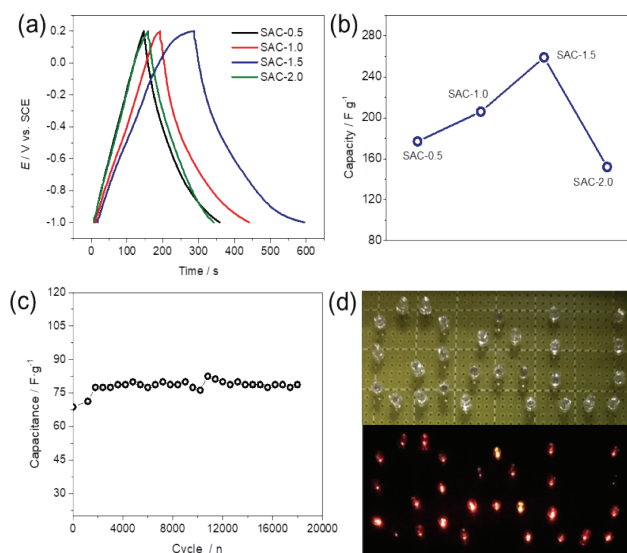 (a)
0.2
0.0
-0.2
-0.4
-0.6
-0.8
-1.0
E / V vs. SCE
SAC-0.5
SAC-1.0
SAC-1.5
SAC-2.0
0 100 200 300 400 500 600
Time / s
(b)
280
240
200
160
120
80
Capacity / F g⁻¹
SAC-0.5
SAC-1.0
SAC-1.5
SAC-2.0
(c)
120
105
90
75
60
45
30
Capacitance / F·g⁻¹
0 4000 8000 12000 16000 20000
Cycle / n
(d)